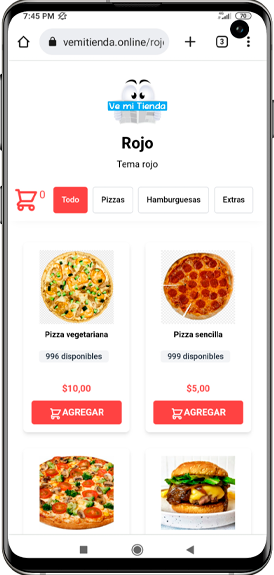 7:45 PM
70
vemitienda.online/roj
3
Ve mi Tienda
Rojo
Tema rojo
0
Todo
Pizzas
Hamburguesas
Extras
Pizza vegetariana
Pizza sencilla
996 disponibles
999 disponibles
$10,00
$5,00
AGREGAR
AGREGAR